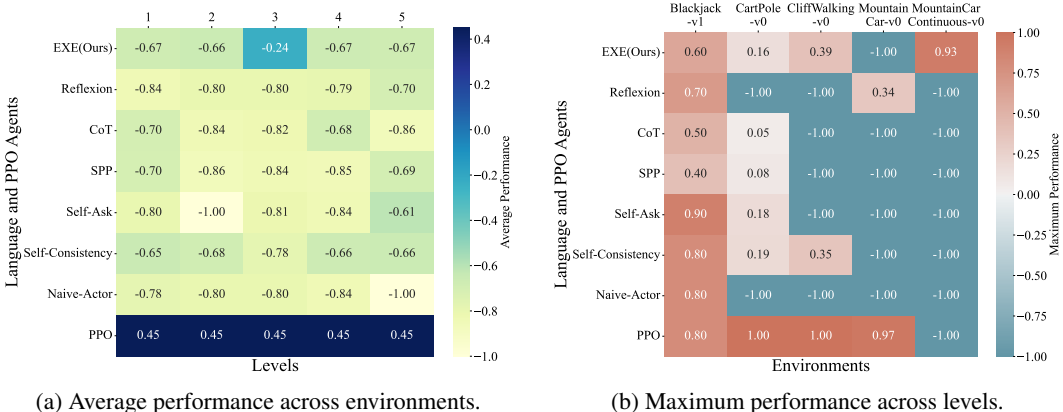 1 2 3 4 5
EXE(Ours) -0.67 -0.66 -0.24 -0.67 -0.67
Reflexion -0.84 -0.80 -0.80 -0.79 -0.70
CoT -0.70 -0.84 -0.82 -0.68 -0.86
SPP -0.70 -0.86 -0.84 -0.85 -0.69
Self-Ask -0.80 -1.00 -0.81 -0.84 -0.61
Self-Consistency -0.65 -0.68 -0.78 -0.66 -0.66
Naive-Actor -0.78 -0.80 -0.80 -0.84 -1.00
PPO 0.45 0.45 0.45 0.45 0.45
Levels
Language and PPO Agents
0.4
0.2
0.0
−0.2
−0.4
−0.6
−0.8
−1.0
Average Performance
(a) Average performance across environments.
Blackjack CartPole CliffWalking Mountain MountainCar
-v1 -v0 -v0 Car-v0 Continuous-v0
EXE(Ours) 0.60 0.16 0.39 -1.00 0.93
Reflexion 0.70 -1.00 -1.00 0.34 -1.00
CoT 0.50 0.05 -1.00 -1.00 -1.00
SPP 0.40 0.08 -1.00 -1.00 -1.00
Self-Ask 0.90 0.18 -1.00 -1.00 -1.00
Self-Consistency 0.80 0.19 0.35 -1.00 -1.00
Naive-Actor 0.80 -1.00 -1.00 -1.00 -1.00
PPO 0.80 1.00 1.00 0.97 -1.00
Environments
Language and PPO Agents
1.00
0.75
0.50
0.25
0.00
−0.25
−0.50
−0.75
−1.00
Maximum Performance
(b) Maximum performance across levels.